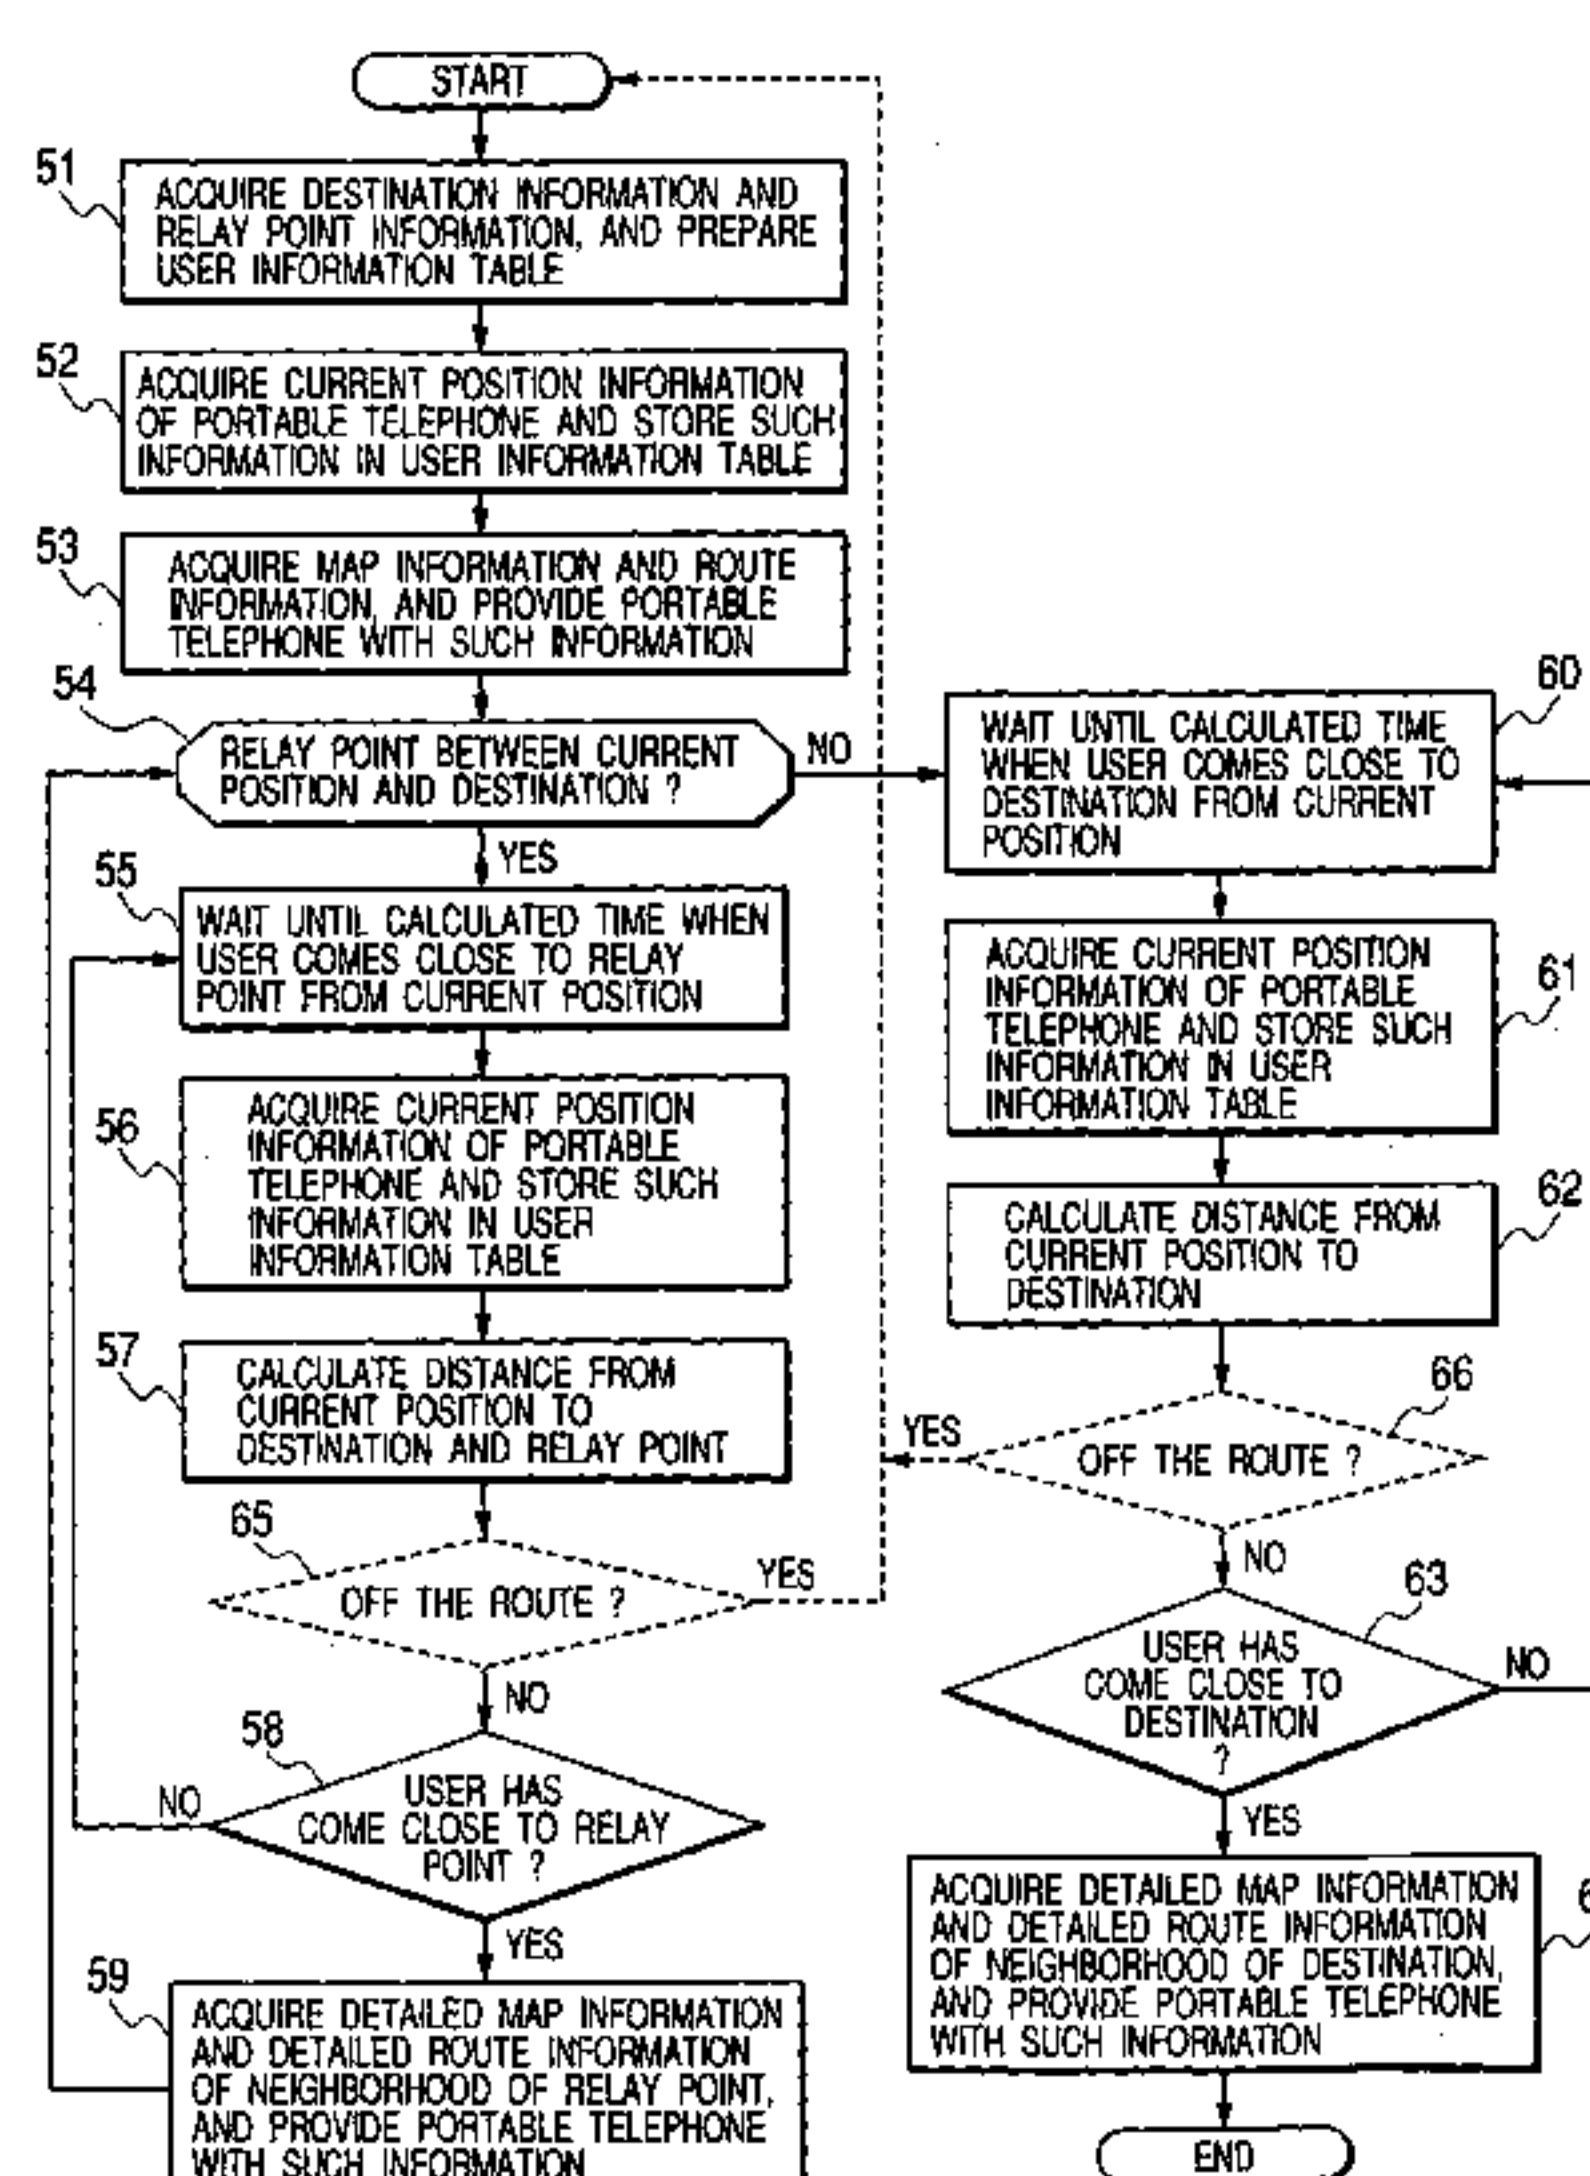 START
51
ACQUIRE DESTINATION INFORMATION AND
RELAY POINT INFORMATION, AND PREPARE
USER INFORMATION TABLE
52
ACQUIRE CURRENT POSITION INFORMATION
OF PORTABLE TELEPHONE AND STORE SUCH
INFORMATION IN USER INFORMATION TABLE
53
ACQUIRE MAP INFORMATION AND ROUTE
INFORMATION, AND PROVIDE PORTABLE
TELEPHONE WITH SUCH INFORMATION
54
RELAY POINT BETWEEN CURRENT
POSITION AND DESTINATION ?
NO
YES
55
WAIT UNTIL CALCULATED TIME WHEN
USER COMES CLOSE TO RELAY
POINT FROM CURRENT POSITION
56
ACQUIRE CURRENT POSITION
INFORMATION OF PORTABLE
TELEPHONE AND STORE SUCH
INFORMATION IN USER
INFORMATION TABLE
57
CALCULATE DISTANCE FROM
CURRENT POSITION TO
DESTINATION AND RELAY POINT
65
OFF THE ROUTE ?
YES
NO
58
USER HAS
COME CLOSE TO RELAY
POINT ?
NO
YES
59
ACQUIRE DETAILED MAP INFORMATION
AND DETAILED ROUTE INFORMATION
OF NEIGHBORHOOD OF RELAY POINT,
AND PROVIDE PORTABLE TELEPHONE
WITH SUCH INFORMATION
60
WAIT UNTIL CALCULATED TIME
WHEN USER COMES CLOSE TO
DESTINATION FROM CURRENT
POSITION
61
ACQUIRE CURRENT POSITION
INFORMATION OF PORTABLE
TELEPHONE AND STORE SUCH
INFORMATION IN USER
INFORMATION TABLE
62
CALCULATE DISTANCE FROM
CURRENT POSITION TO
DESTINATION
66
OFF THE ROUTE ?
YES
NO
63
USER HAS
COME CLOSE TO
DESTINATION
?
NO
YES
ACQUIRE DETAILED MAP INFORMATION
AND DETAILED ROUTE INFORMATION
OF NEIGHBORHOOD OF DESTINATION,
AND PROVIDE PORTABLE TELEPHONE
WITH SUCH INFORMATION
END